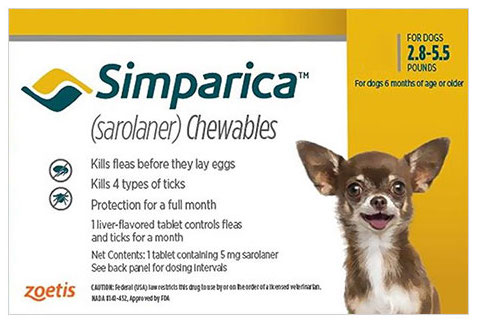 FOR DOGS
2.8-5.5
POUNDS
For dogs 6 months of age or older
Simparica™
(sarolaner) Chewables
Kills fleas before they lay eggs
Kills 4 types of ticks
Protection for a full month
1 liver-flavored tablet controls fleas
and ticks for a month
Net Contents: 1 tablet containing 5 mg sarolaner
See back panel for dosing intervals
zoetis
CAUTION: Federal (USA) law restricts this drug to use by or on the order of a licensed veterinarian.
NADA #141-452, Approved by FDA